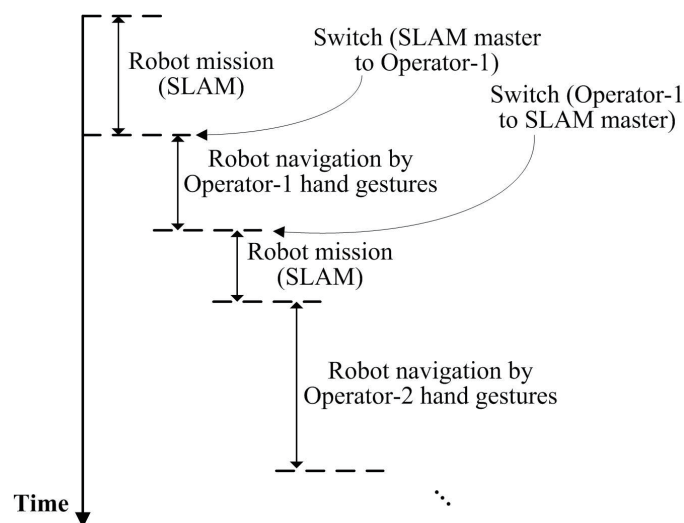 Robot mission
(SLAM)
Switch (SLAM master
to Operator-1)
Switch (Operator-1
to SLAM master)
Robot navigation by
Operator-1 hand gestures
Robot mission
(SLAM)
Robot navigation by
Operator-2 hand gestures
Time